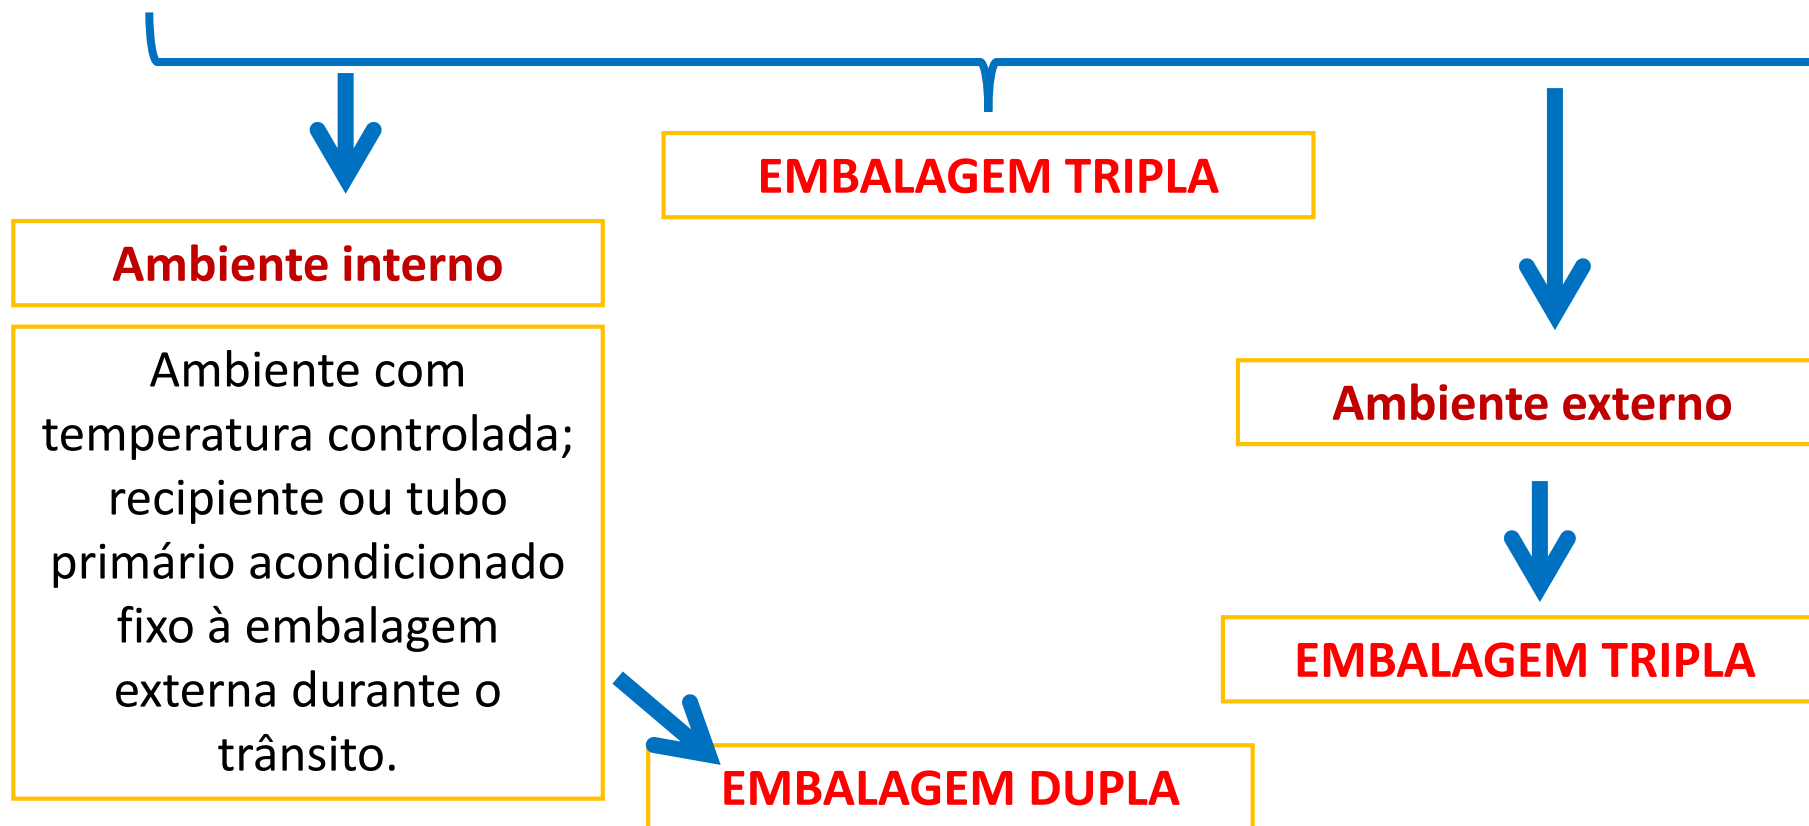 EMBALAGEM TRIPLA
Ambiente interno
Ambiente com
temperatura controlada;
recipiente ou tubo
primário acondicionado
fixo à embalagem
externa durante o
trânsito.
Ambiente externo
EMBALAGEM TRIPLA
EMBALAGEM DUPLA